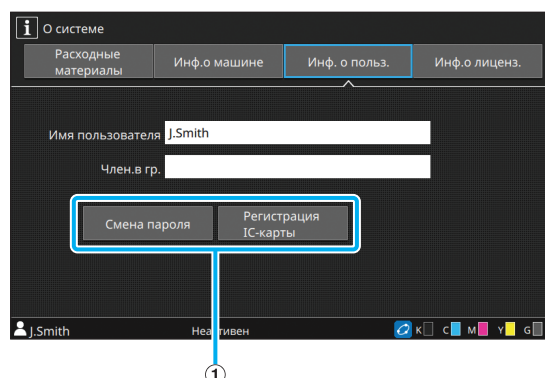 i О системе
Расходные материалы
Инф.о машине
Инф. о польз.
Инф.о лиценз.
Имя пользователя J.Smith
Член.в гр.
Смена пароля
Регистрация
IC-карты
J.Smith
K C M Y G
1